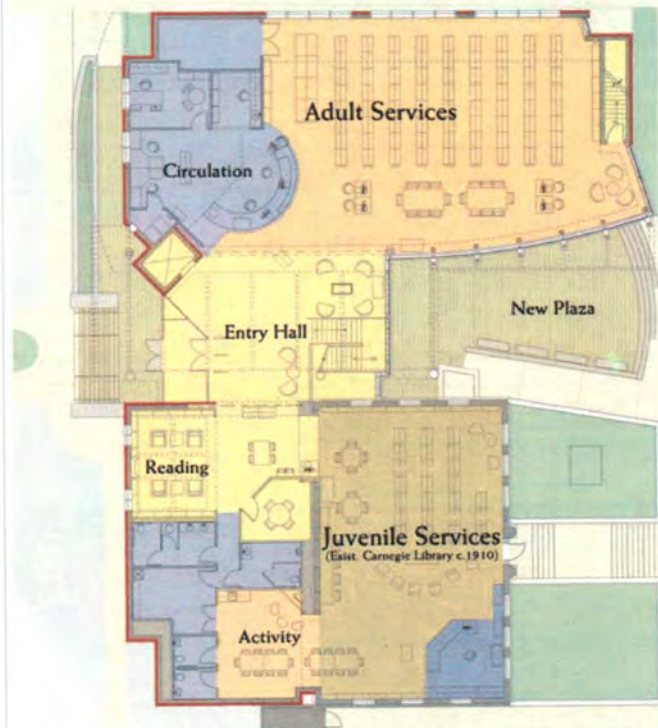 Adult Services
Circulation
New Plaza
Entry Hall
Reading
Juvenile Services
(Exist. Carnegie Library c.1910)
Activity